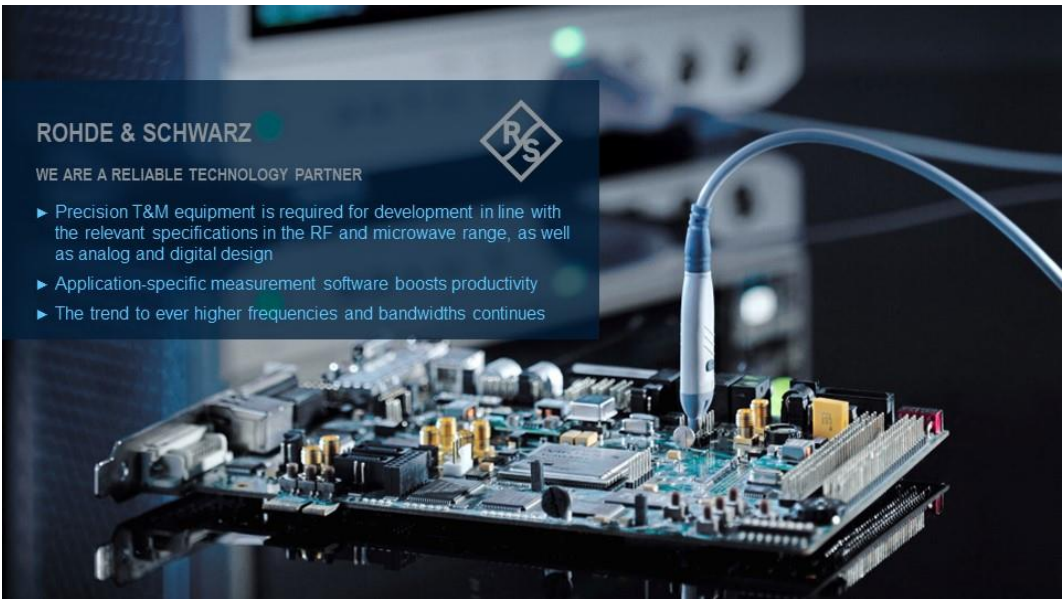 ROHDE & SCHWARZ
R S
WE ARE A RELIABLE TECHNOLOGY PARTNER
► Precision T&M equipment is required for development in line with
the relevant specifications in the RF and microwave range, as well
as analog and digital design
► Application-specific measurement software boosts productivity
► The trend to ever higher frequencies and bandwidths continues